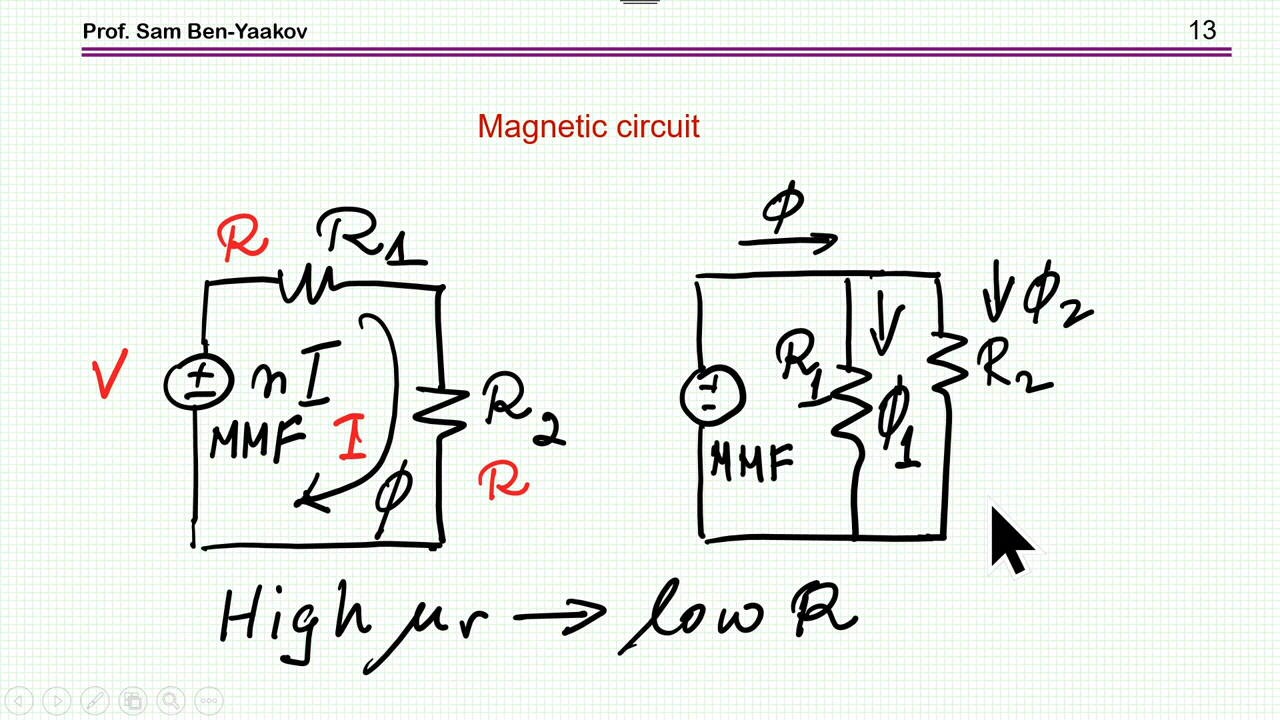 Prof. Sam Ben-Yaakov
13
Magnetic circuit
R R1
V
± nI
MMF I
ϕ
R2
R
ϕ
±
MMF
R1
ϕ1
ϕ2
R2
High μr → low R